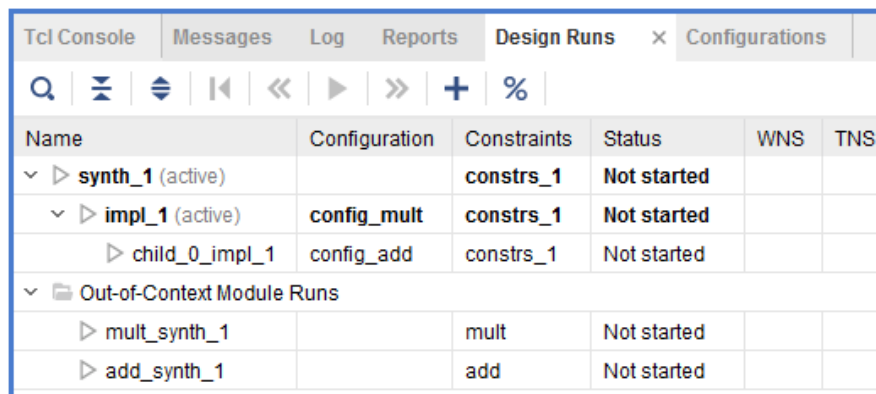 Tcl Console Messages Log Reports Design Runs × Configurations
Name Configuration Constraints Status WNS TNS
synth_1 (active) constrs_1 Not started
impl_1 (active) config_mult constrs_1 Not started
child_0_impl_1 config_add constrs_1 Not started
Out-of-Context Module Runs
mult_synth_1 mult Not started
add_synth_1 add Not started